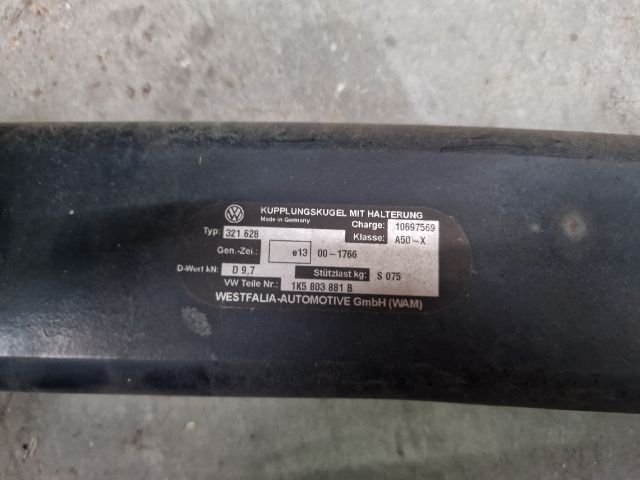 KUPPLUNGSKUGEL MIT HALTERUNG
Made in Germany
Charge: 10697569
Typ: 321 628 Klasse: A50-X
Gen.-Zei.: e13 00-1766
D-Wert kN: D 9.7 Stützlast kg: S 075
VW Teile Nr.: 1K5 803 881 B
WESTFALIA-AUTOMOTIVE GmbH (WAM)